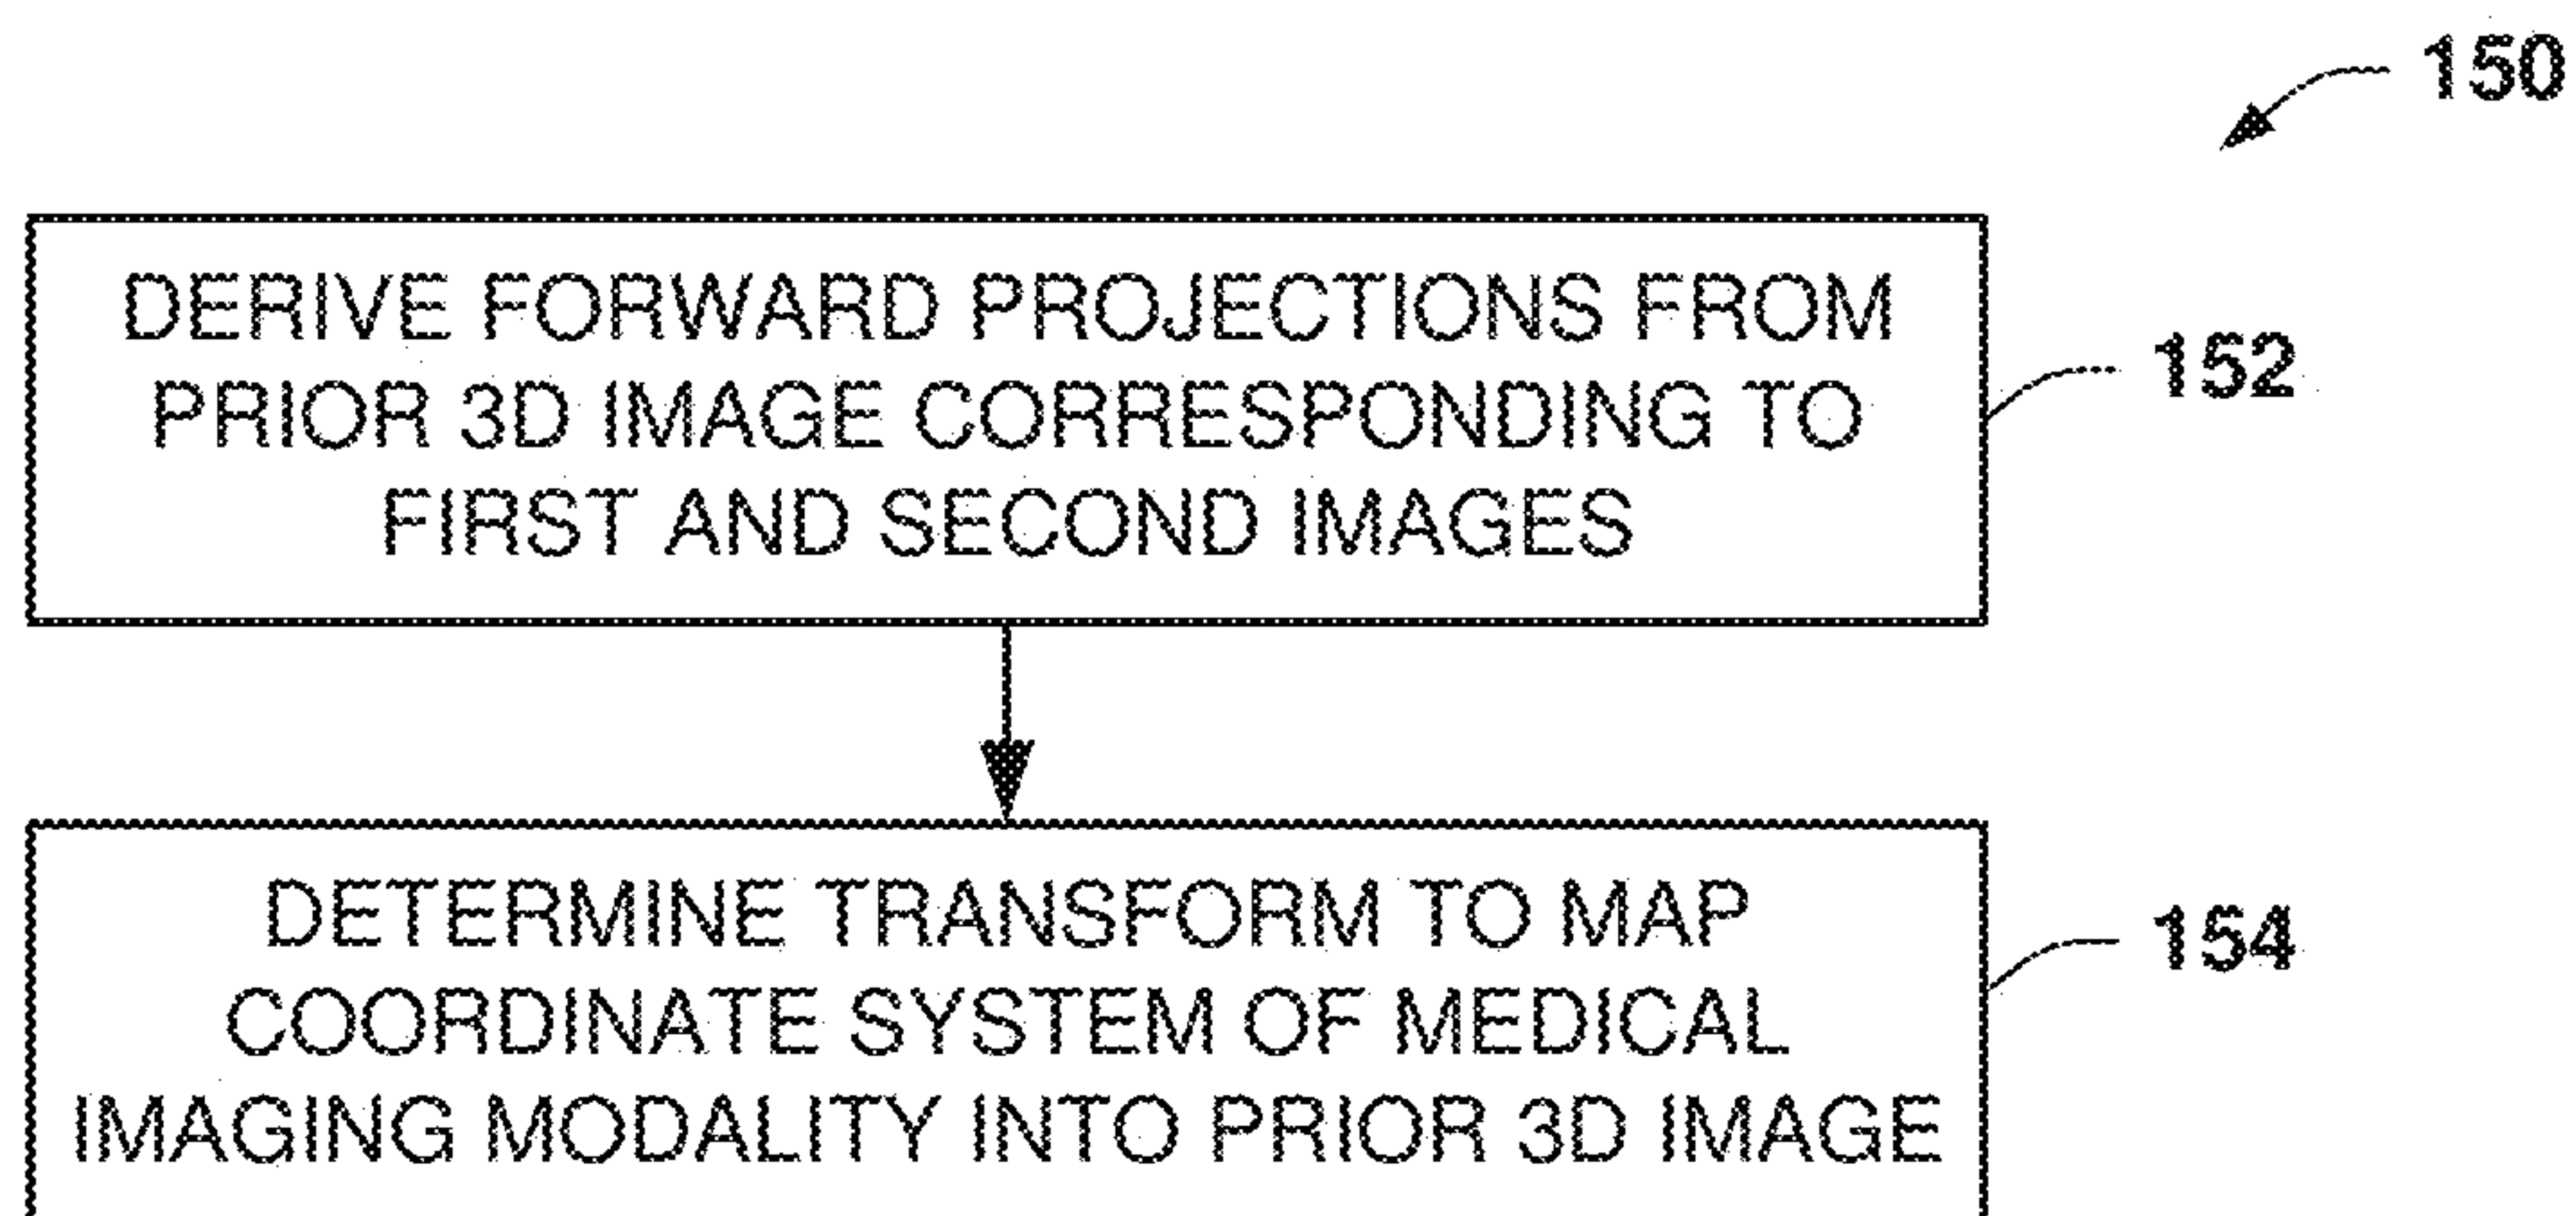 150
DERIVE FORWARD PROJECTIONS FROM
PRIOR 3D IMAGE CORRESPONDING TO
FIRST AND SECOND IMAGES
152
DETERMINE TRANSFORM TO MAP
COORDINATE SYSTEM OF MEDICAL
IMAGING MODALITY INTO PRIOR 3D IMAGE
154